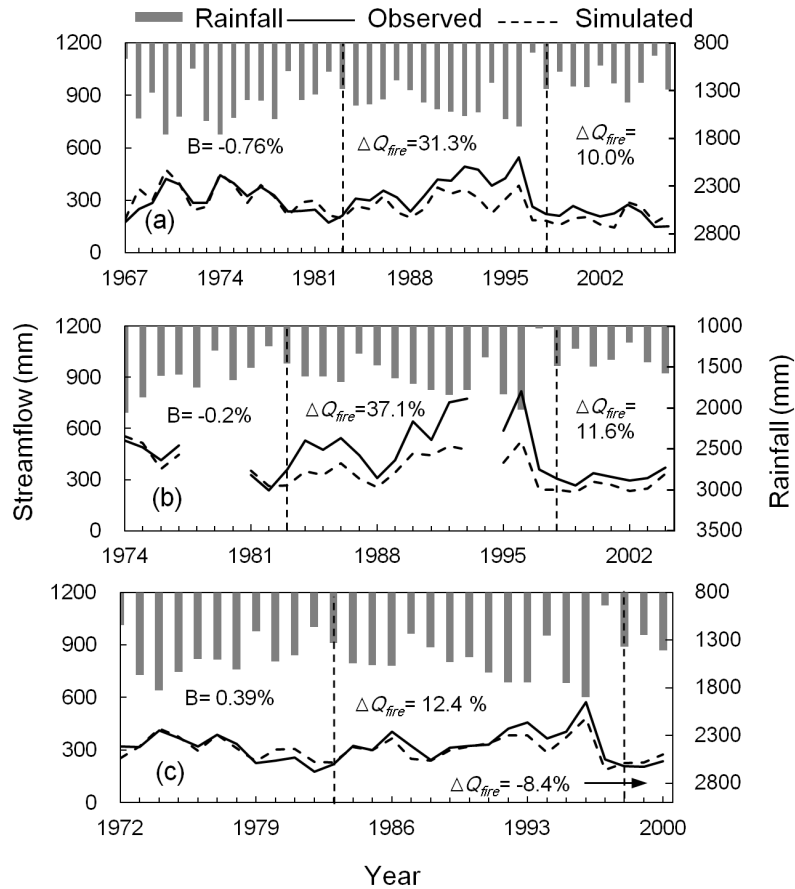 Rainfall Observed Simulated
1200 800
900 1300
600 1800
300 2300
0 2800
B= -0.76% △Qfire=31.3% △Qfire=
10.0%
(a)
1967 1974 1981 1988 1995 2002
1200 1000
900 1500
2000
600 2500
300 3000
0 3500
B= -0.2% △Qfire=37.1% △Qfire=
11.6%
(b)
1974 1981 1988 1995 2002
Streamflow (mm)
Rainfall (mm)
1200 800
900 1300
600 1800
300 2300
0 2800
B= 0.39% △Qfire= 12.4 %
(c) △Qfire= -8.4%
1972 1979 1986 1993 2000
Year